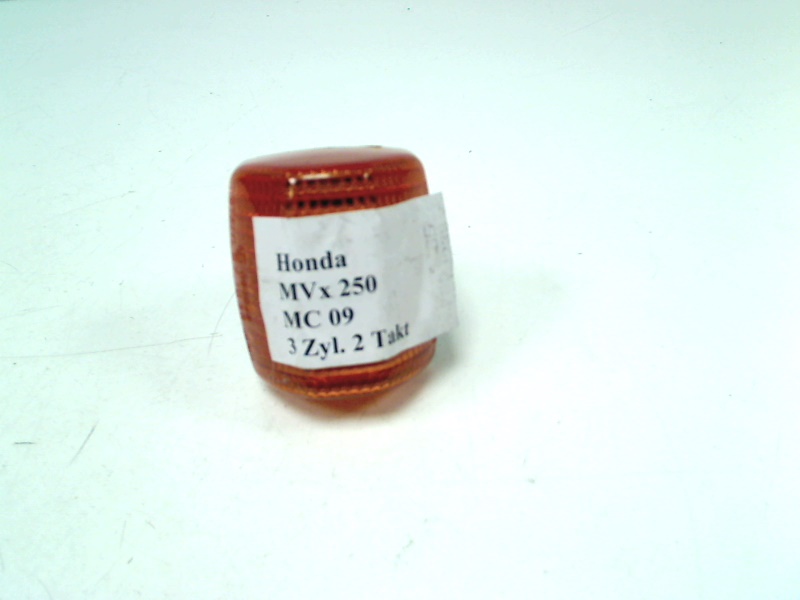 Honda
MVx 250
MC 09
3 Zyl. 2 Takt